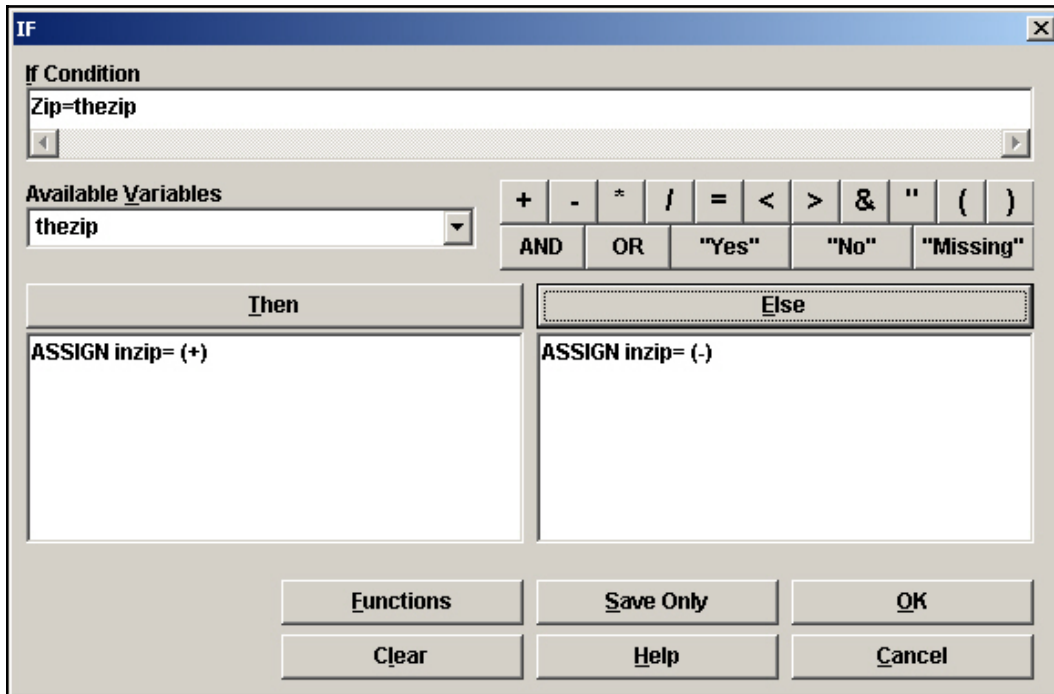 IF
If Condition
Zip=thezip
Available Variables
thezip
+ - * / = < > & " ( )
AND OR "Yes" "No" "Missing"
Then Else
ASSIGN inzip= (+) ASSIGN inzip= (-)
Functions Save Only OK
Clear Help Cancel